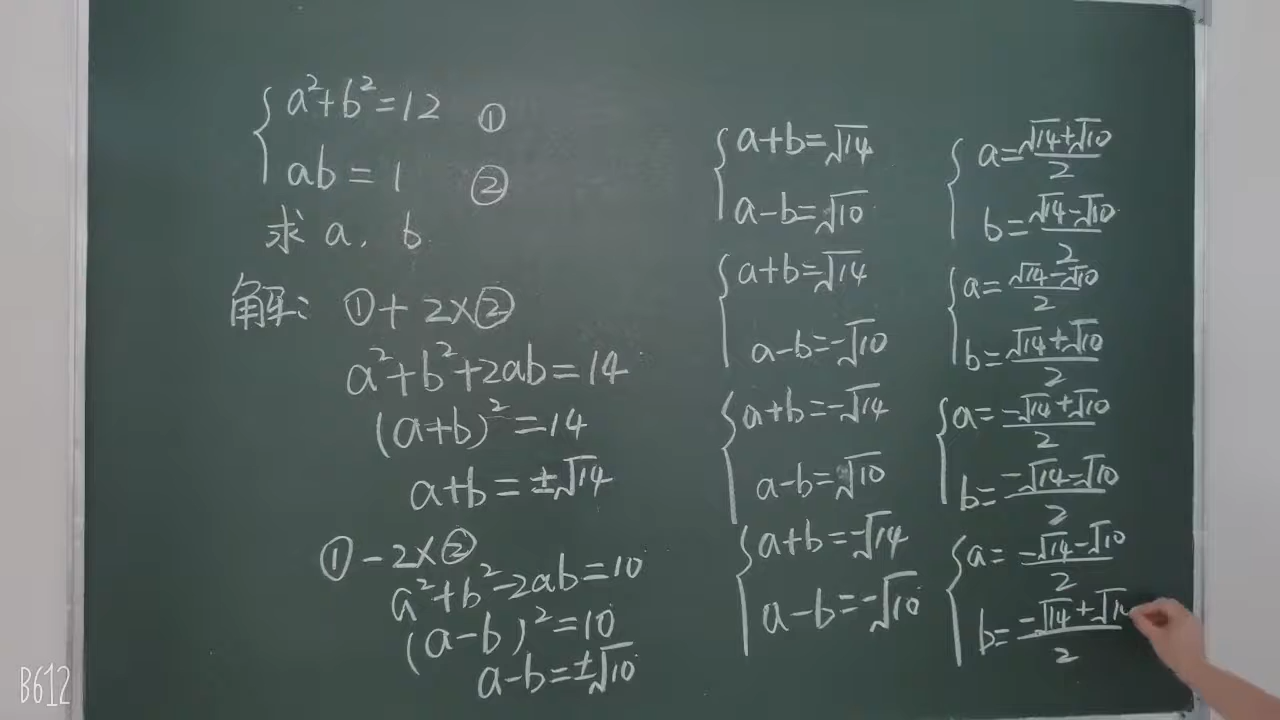 a²+b²=12 ①
ab=1 ②
求 a、b
解: ①+2×②
a²+b²+2ab=14
(a+b)²=14
a+b=±√14
①-2×②
a²+b²-2ab=10
(a-b)²=10
a-b=±√10
a+b=√14
a-b=√10
a+b=√14
a-b=-√10
a+b=-√14
a-b=√10
a+b=-√14
a-b=-√10
a=(√14+√10)/2
b=(√14-√10)/2
a=(√14-√10)/2
b=(√14+√10)/2
a=(-√14+√10)/2
b=(-√14-√10)/2
a=(-√14-√10)/2
b=(-√14+√10)/2
B612